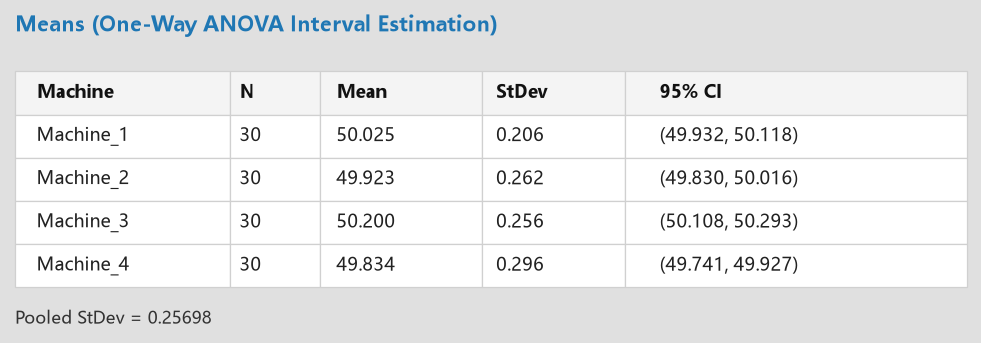 Means (One-Way ANOVA Interval Estimation)
Machine N Mean StDev 95% CI
Machine_1 30 50.025 0.206 (49.932, 50.118)
Machine_2 30 49.923 0.262 (49.830, 50.016)
Machine_3 30 50.200 0.256 (50.108, 50.293)
Machine_4 30 49.834 0.296 (49.741, 49.927)
Pooled StDev = 0.25698